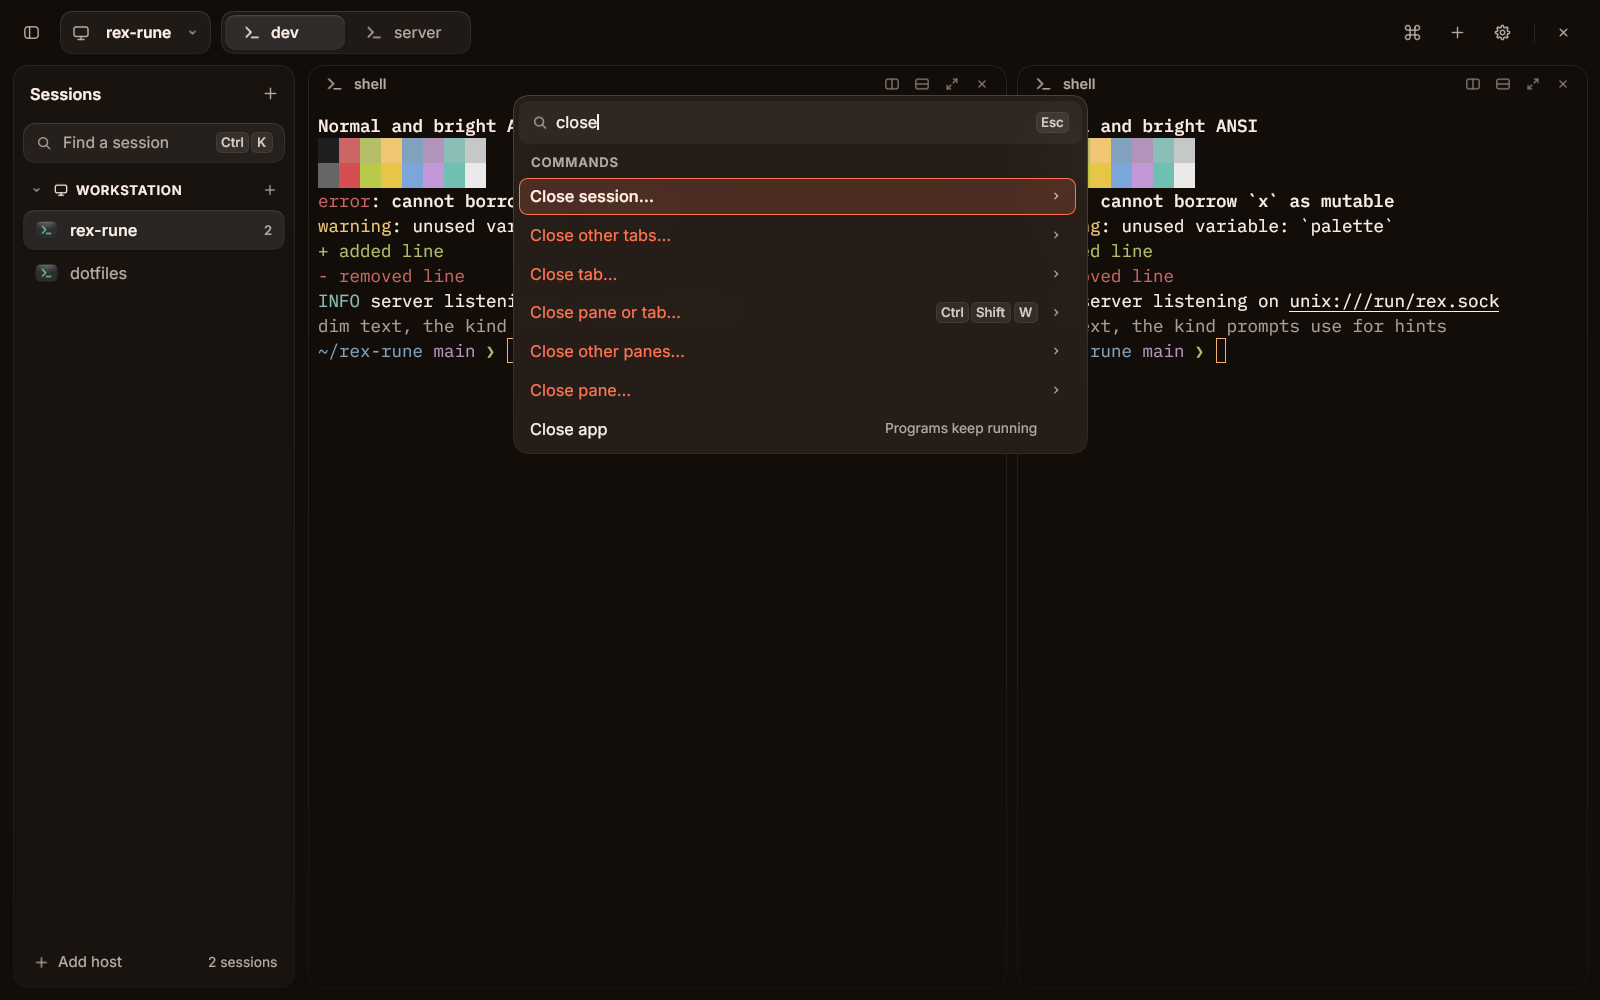 rex-rune
dev
server
Sessions
Find a session Ctrl K
WORKSTATION
rex-rune 2
dotfiles
Add host 2 sessions
shell
Normal and bright A
error: cannot borro
warning: unused var
+ added line
- removed line
INFO server listeni
dim text, the kind
~/rex-rune main ❯
close Esc
COMMANDS
Close session...
Close other tabs...
Close tab...
Close pane or tab... Ctrl Shift W
Close other panes...
Close pane...
Close app Programs keep running
shell
and bright ANSI
cannot borrow `x` as mutable
g: unused variable: `palette`
ed line
ved line
server listening on unix:///run/rex.sock
ext, the kind prompts use for hints
rune main ❯